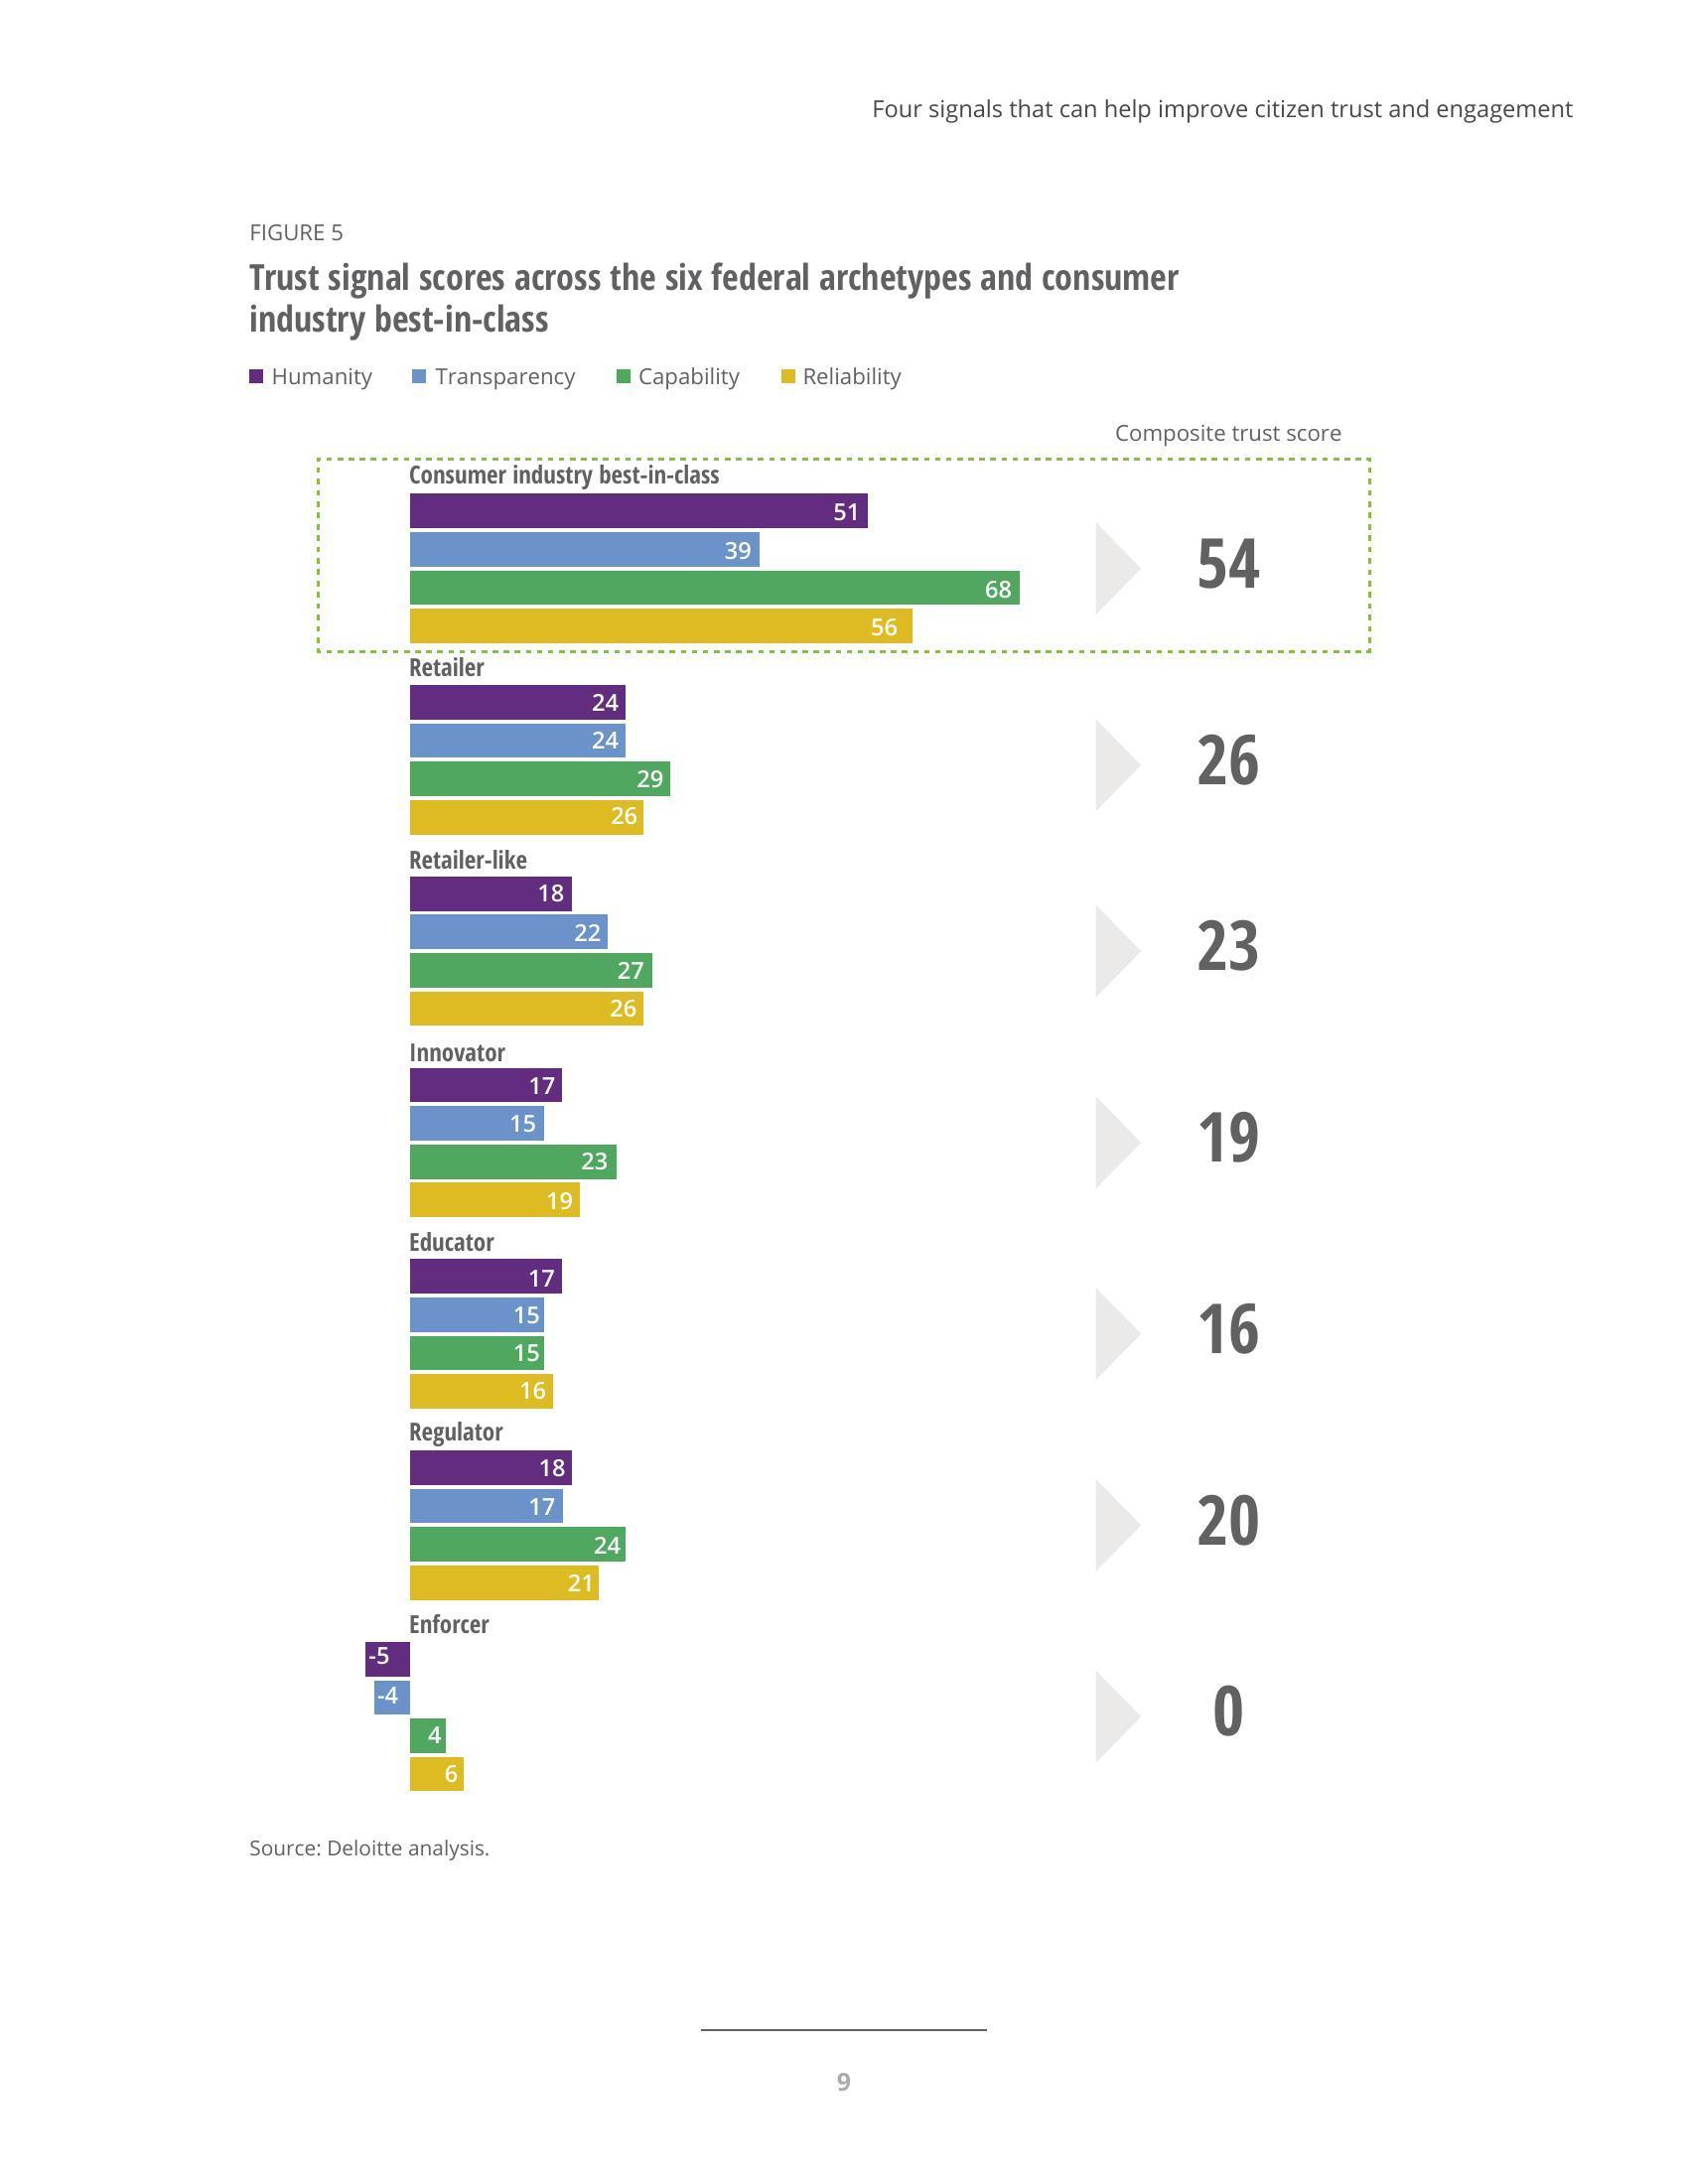 Four signals that can help improve citizen trust and engagement
FIGURE 5
Trust signal scores across the six federal archetypes and consumer
industry best-in-class
Humanity Transparency Capability Reliability
Composite trust score
Consumer industry best-in-class
51
39
68
56
54
Retailer
24
24
29
26
26
Retailer-like
18
22
27
26
23
Innovator
17
15
23
19
19
Educator
17
15
15
16
16
Regulator
18
17
24
21
20
Enforcer
-5
-4
4
6
0
Source: Deloitte analysis.
9